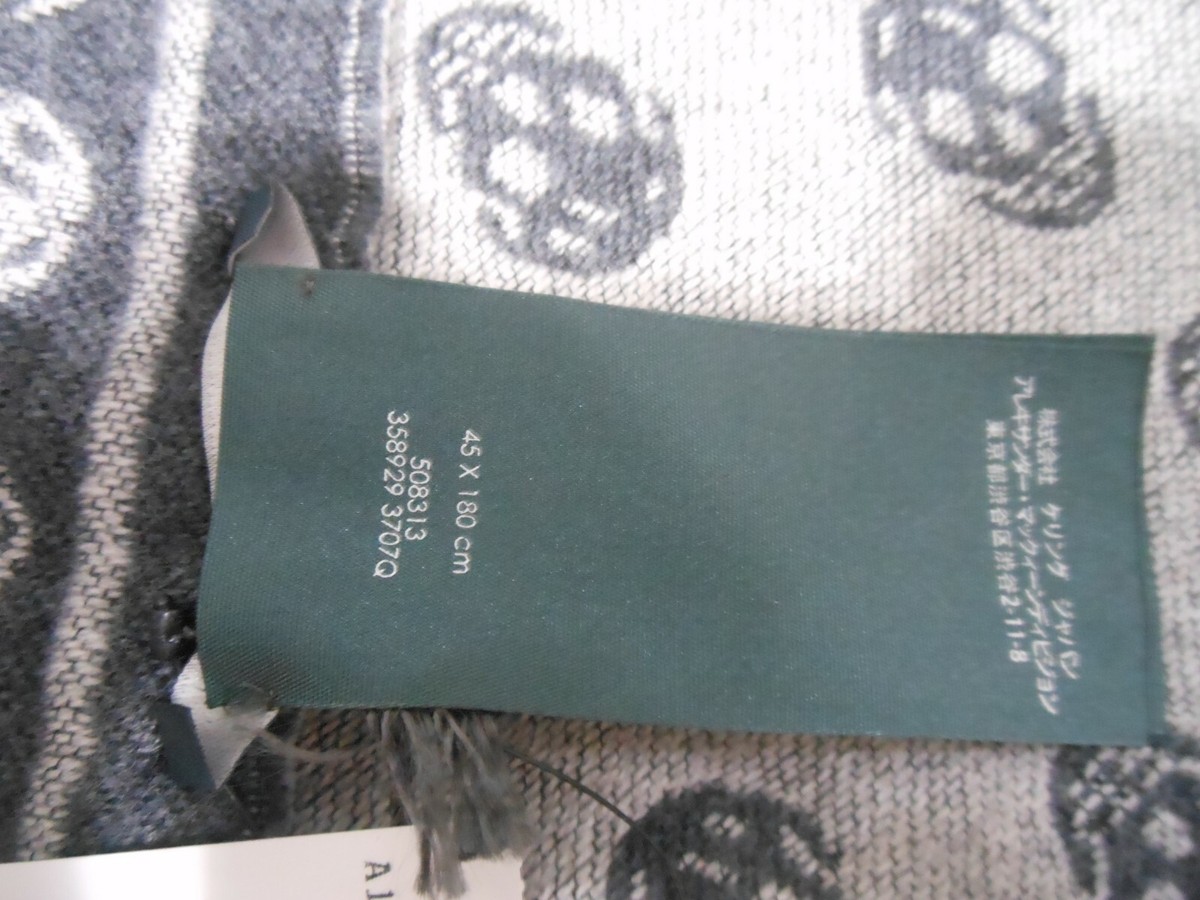 45 X 180 cm
508313
358929 3707Q
株式会社 ケリング ジャパン
アレキサンダー・マックイーンディビジョン
東京都渋谷区渋谷2-11-8
A1